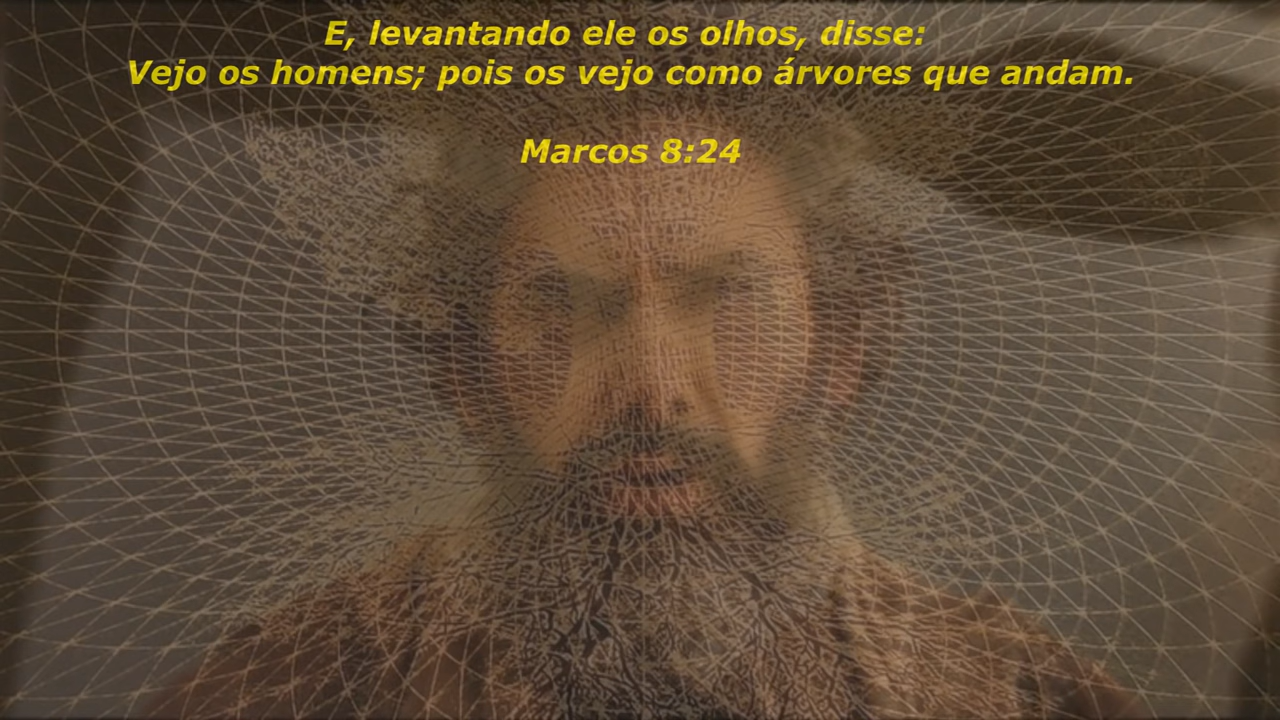 E, levantando ele os olhos, disse:
Vejo os homens; pois os vejo como árvores que andam.
Marcos 8:24